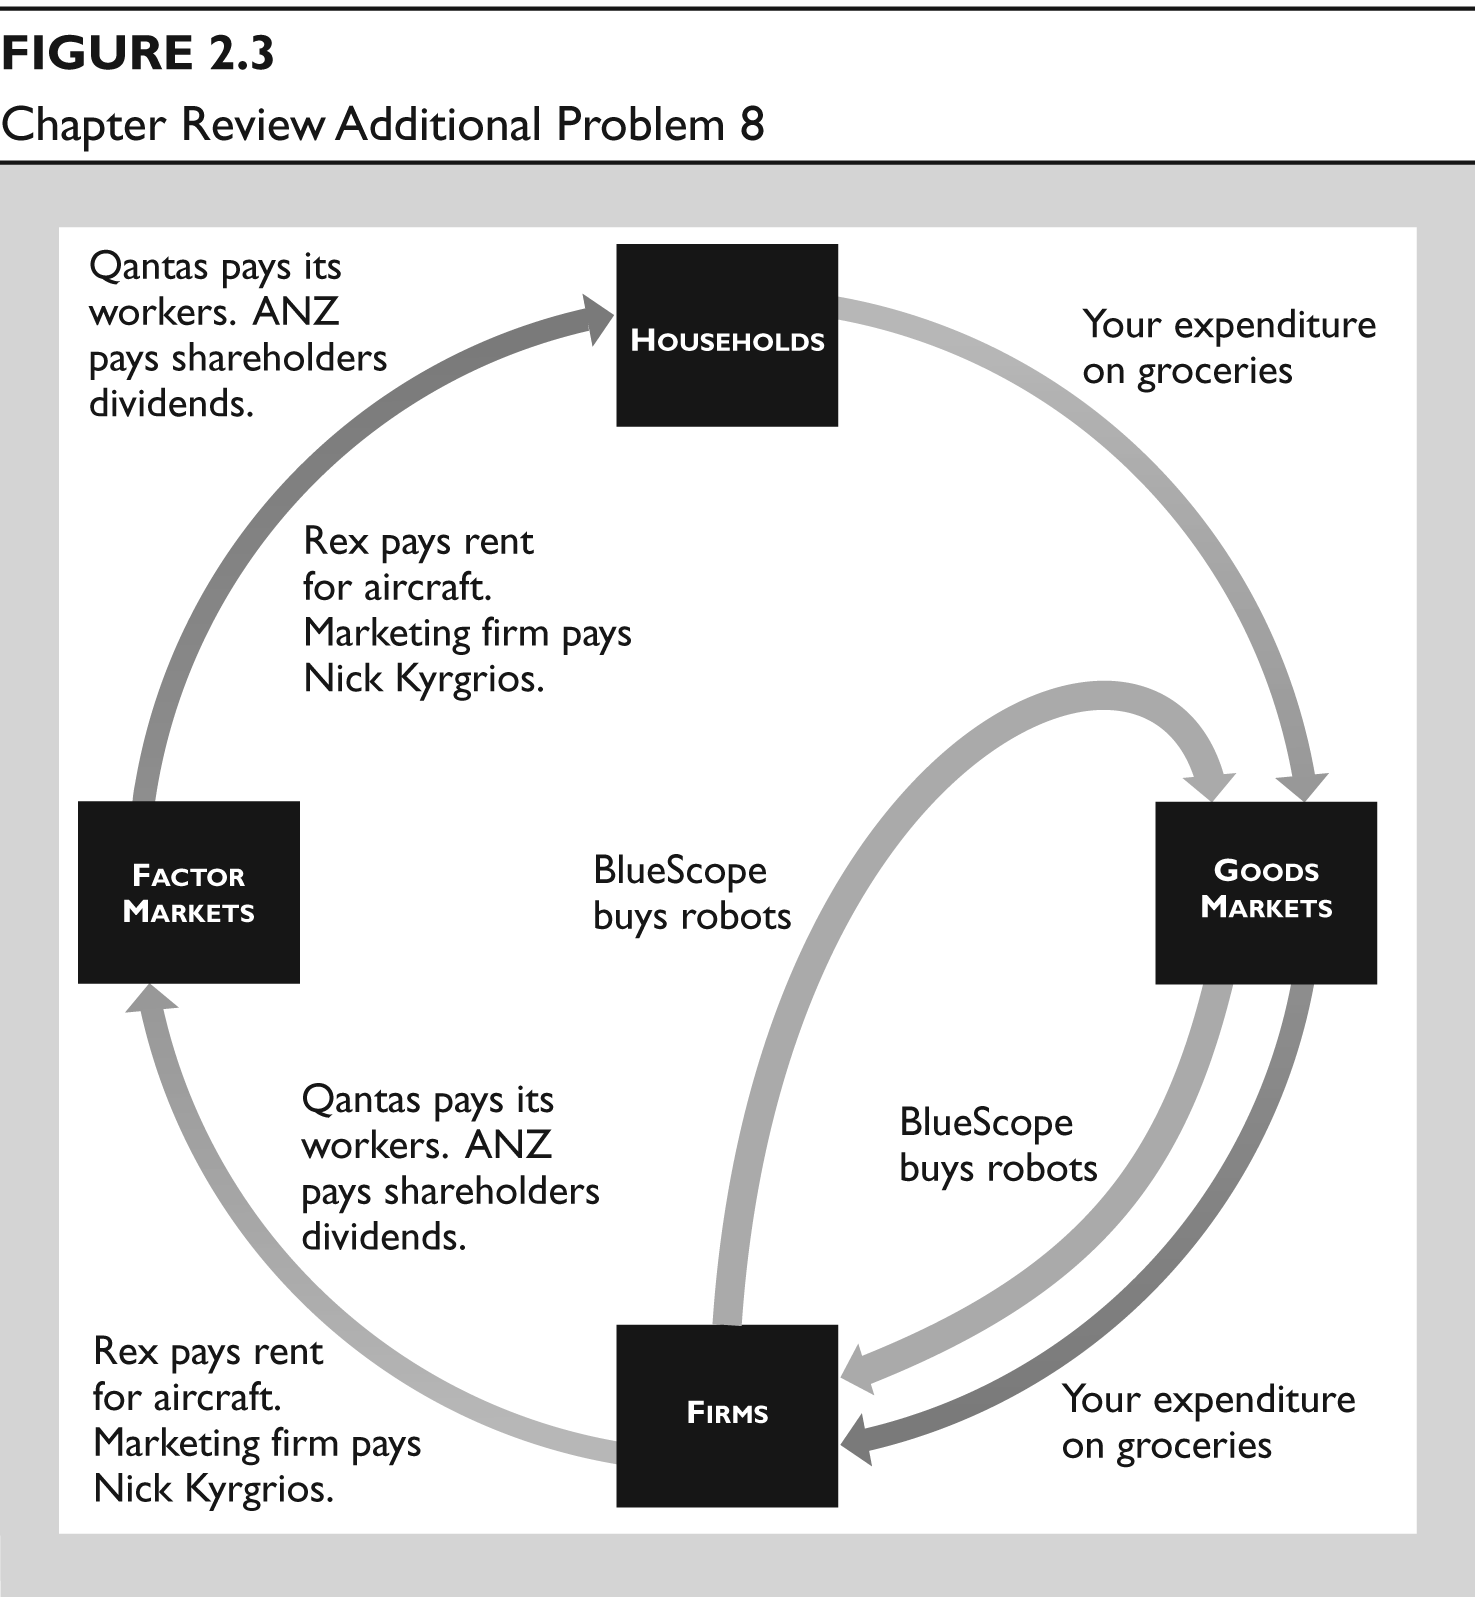 FIGURE 2.3
Chapter Review Additional Problem 8
Qantas pays its
workers. ANZ
pays shareholders
dividends.
HOUSEHOLDS
Your expenditure
on groceries
Rex pays rent
for aircraft.
Marketing firm pays
Nick Kyrgrios.
FACTOR
MARKETS
BlueScope
buys robots
GOODS
MARKETS
Qantas pays its
workers. ANZ
pays shareholders
dividends.
BlueScope
buys robots
Rex pays rent
for aircraft.
Marketing firm pays
Nick Kyrgrios.
FIRMS
Your expenditure
on groceries